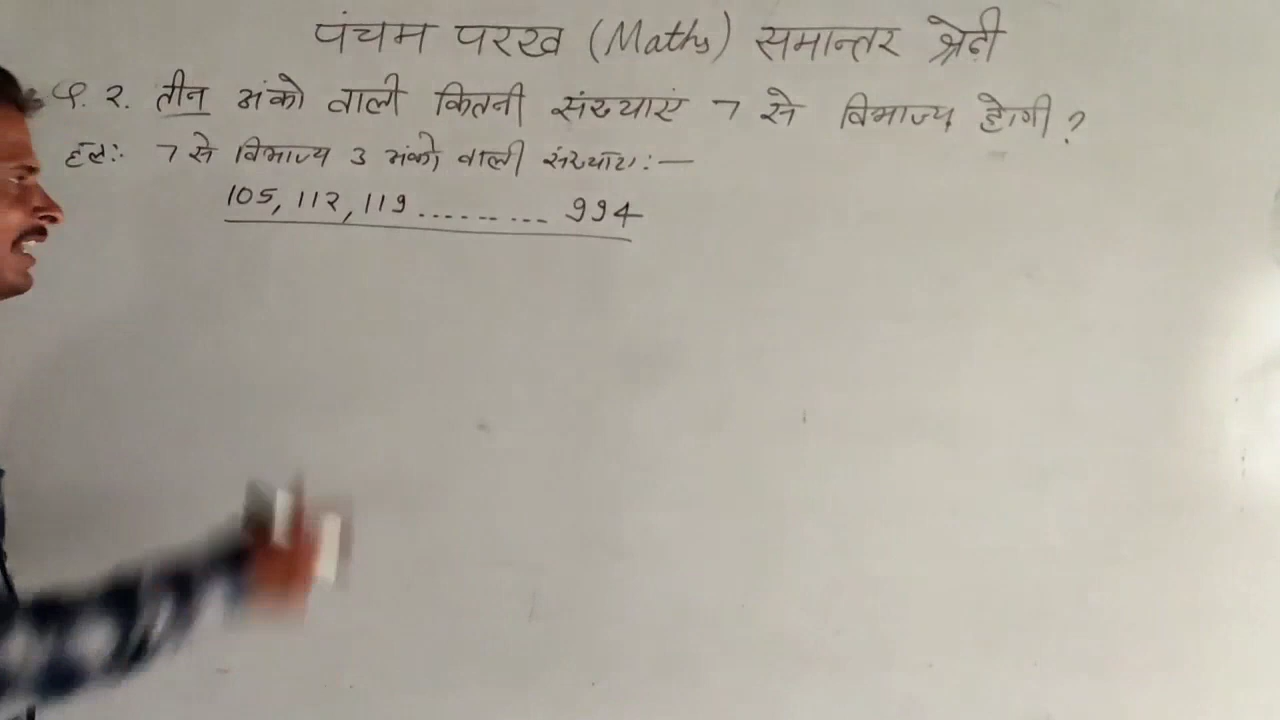 पंचम परख (Maths) समान्तर श्रेढ़ी
प्र. २. तीन अंको वाली कितनी संख्याएं 7 से विभाज्य होगी ?
हलः 7 से विभाज्य 3 अंको वाली संख्याएं :—
105, 112, 119 ......... 994